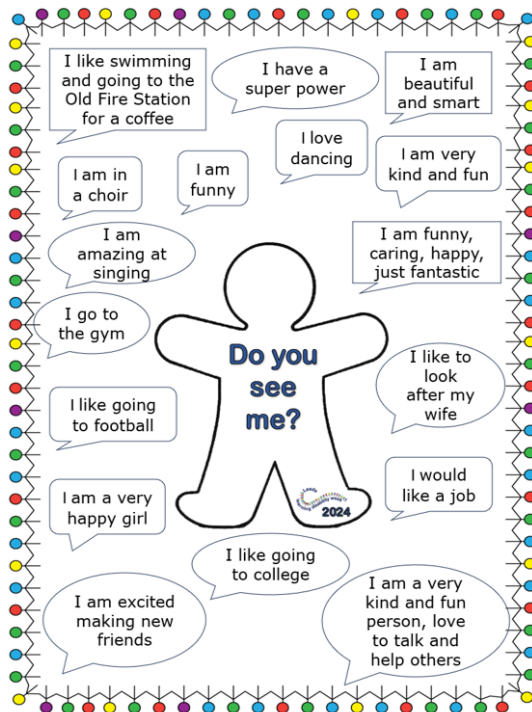 I like swimming
and going to the
Old Fire Station
for a coffee
I have a
super power
I am
beautiful
and smart
I love
dancing
I am very
kind and fun
I am in
a choir
I am
funny
I am
amazing at
singing
I am funny,
caring, happy,
just fantastic
I go to
the gym
Do you
see
me?
I like to
look
after my
wife
I like going
to football
I would
like a job
I am a very
happy girl
2024
I like going
to college
I am excited
making new
friends
I am a very
kind and fun
person, love
to talk and
help others